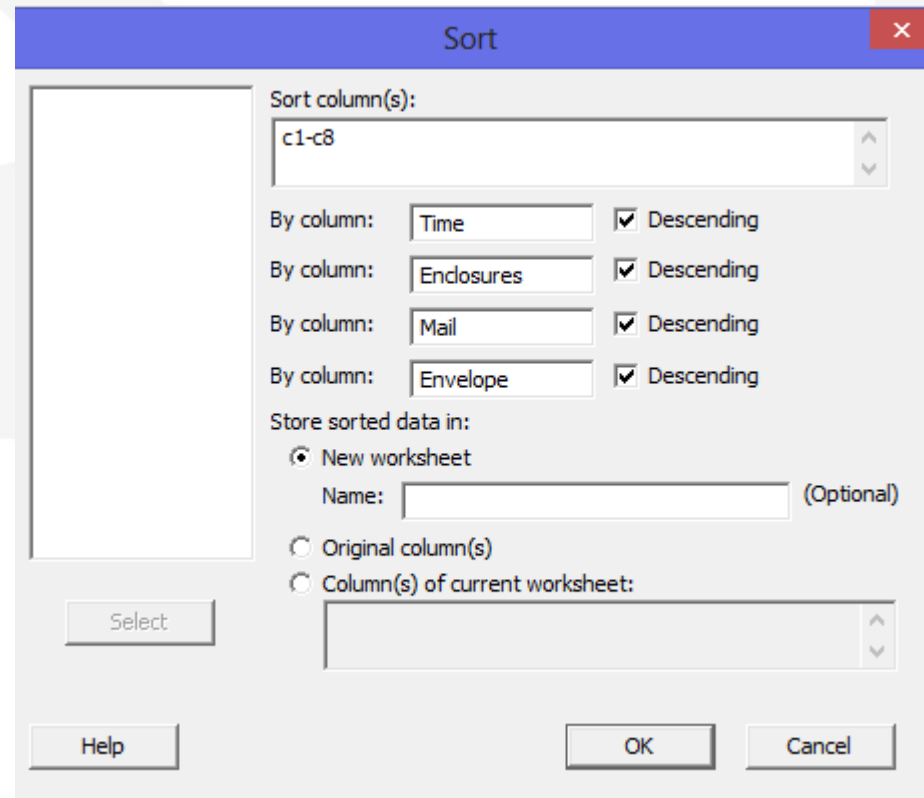 Sort
Sort column(s):
c1-c8
By column: Time Descending
By column: Enclosures Descending
By column: Mail Descending
By column: Envelope Descending
Store sorted data in:
New worksheet
Name: (Optional)
Original column(s)
Column(s) of current worksheet:
Select
Help OK Cancel